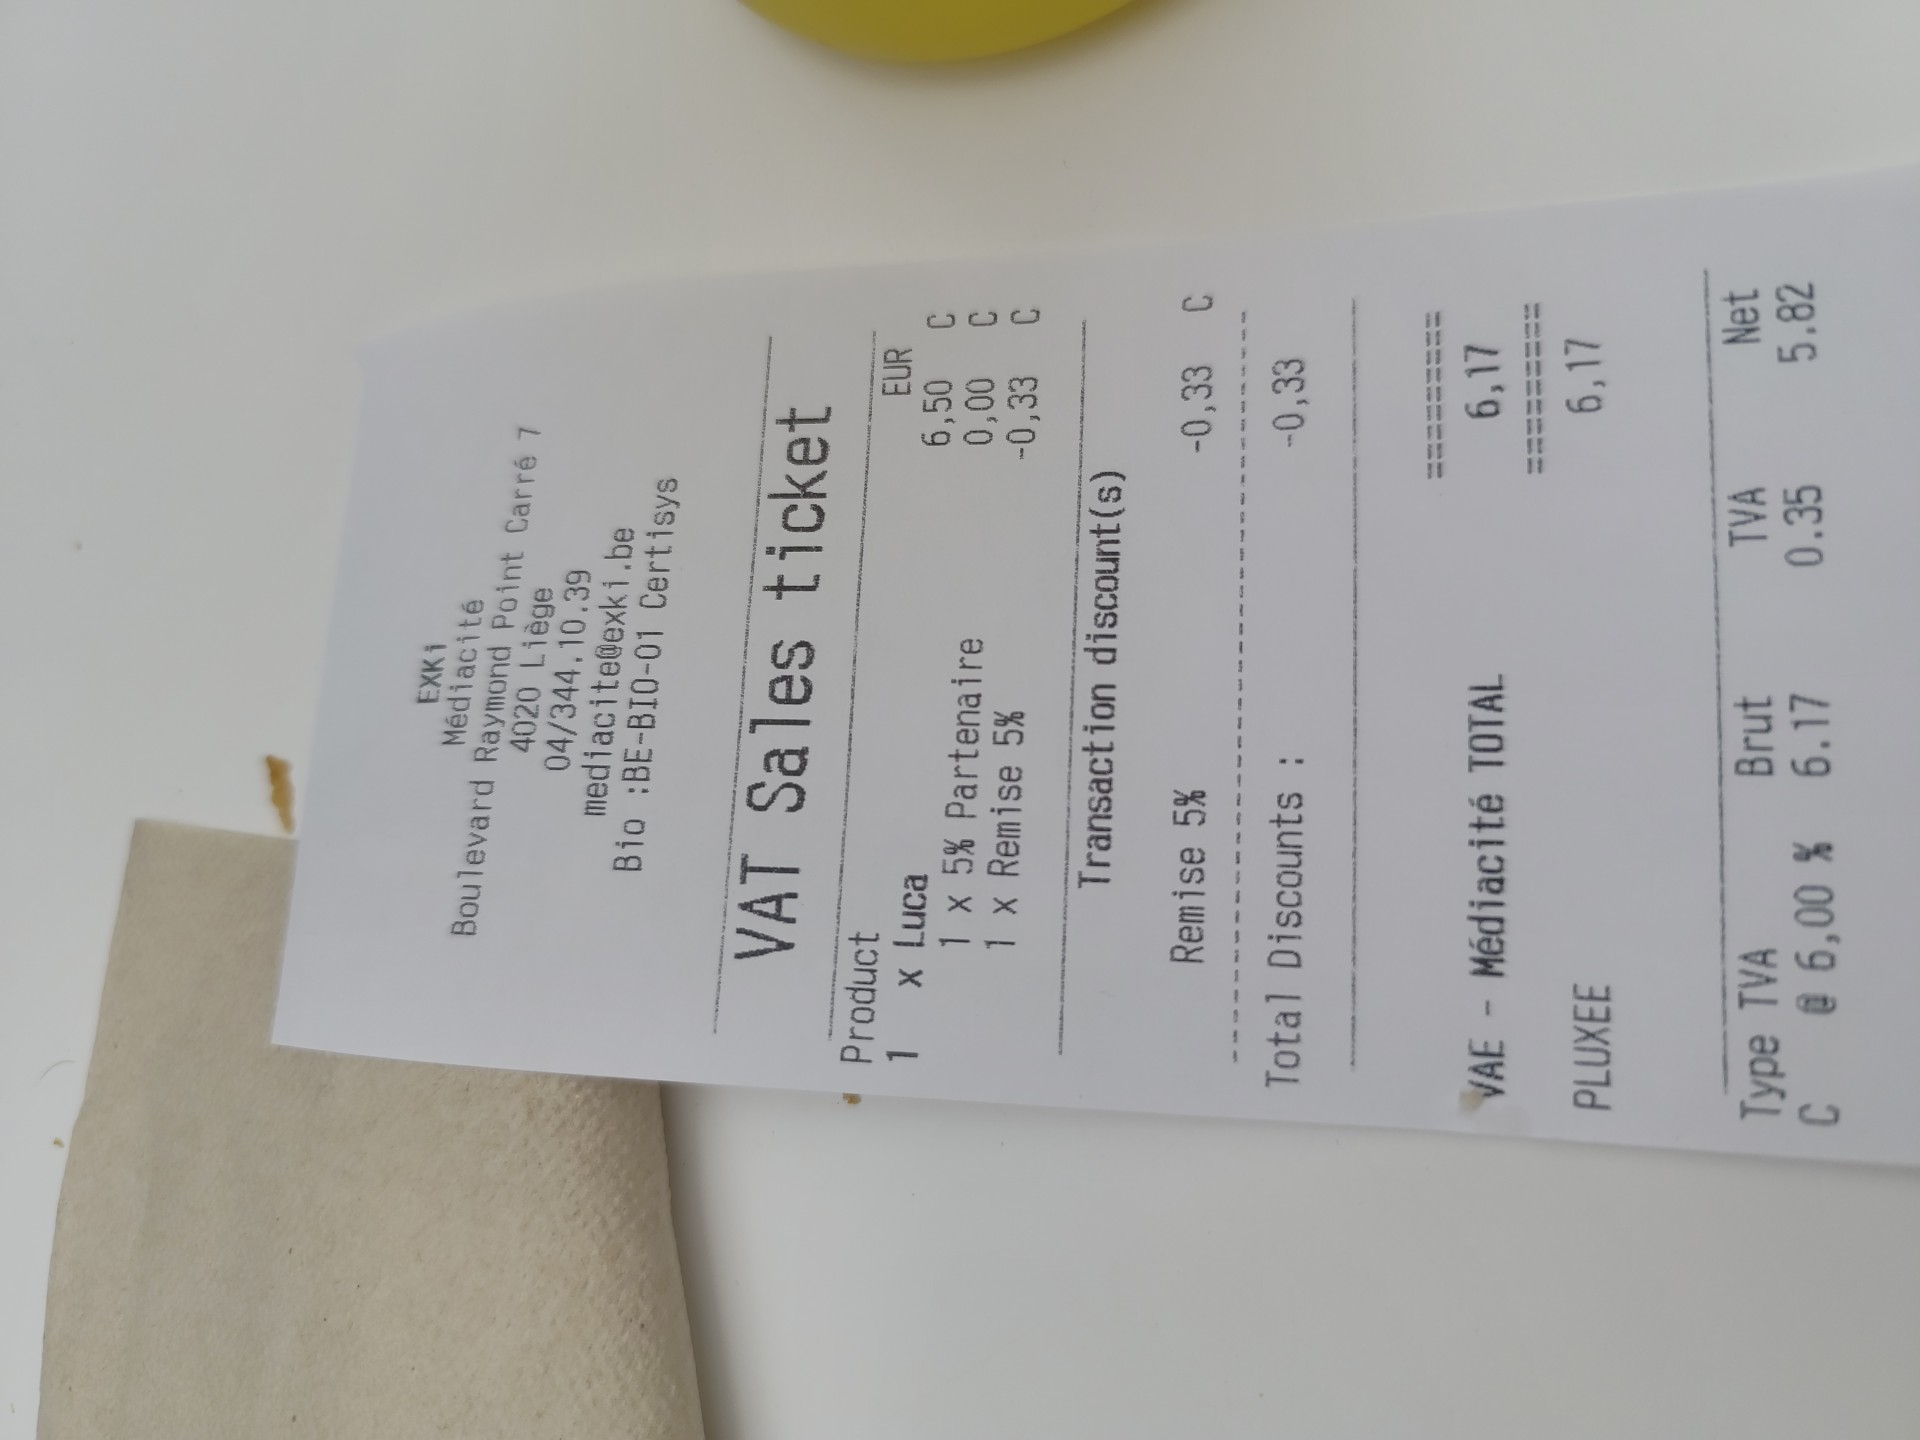 EXKi
Médiacité
Boulevard Raymond Point Carré 7
4020 Liège
04/344.10.39
mediacite@exki.be
Bio :BE-BIO-01 Certisys
VAT Sales ticket
Product EUR
1 x Luca 6,50 C
1 x 5% Partenaire 0,00 C
1 x Remise 5% -0,33 C
Transaction discount(s)
Remise 5% -0,33 C
Total Discounts : -0,33
==========
VAE - Médiacité TOTAL 6,17
==========
PLUXEE 6,17
Type TVA Brut TVA Net
C @ 6,00 % 6.17 0.35 5.82